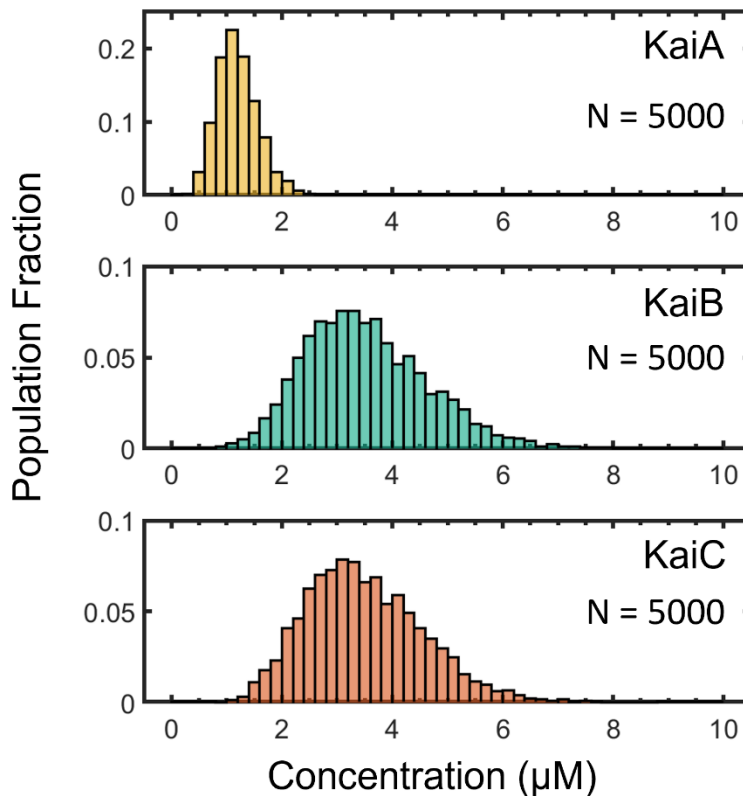 Population Fraction
0.2
0.1
0
KaiA
N = 5000
0 2 4 6 8 10
0.1
0.05
0
KaiB
N = 5000
0 2 4 6 8 10
0.1
0.05
0
KaiC
N = 5000
0 2 4 6 8 10
Concentration (μM)